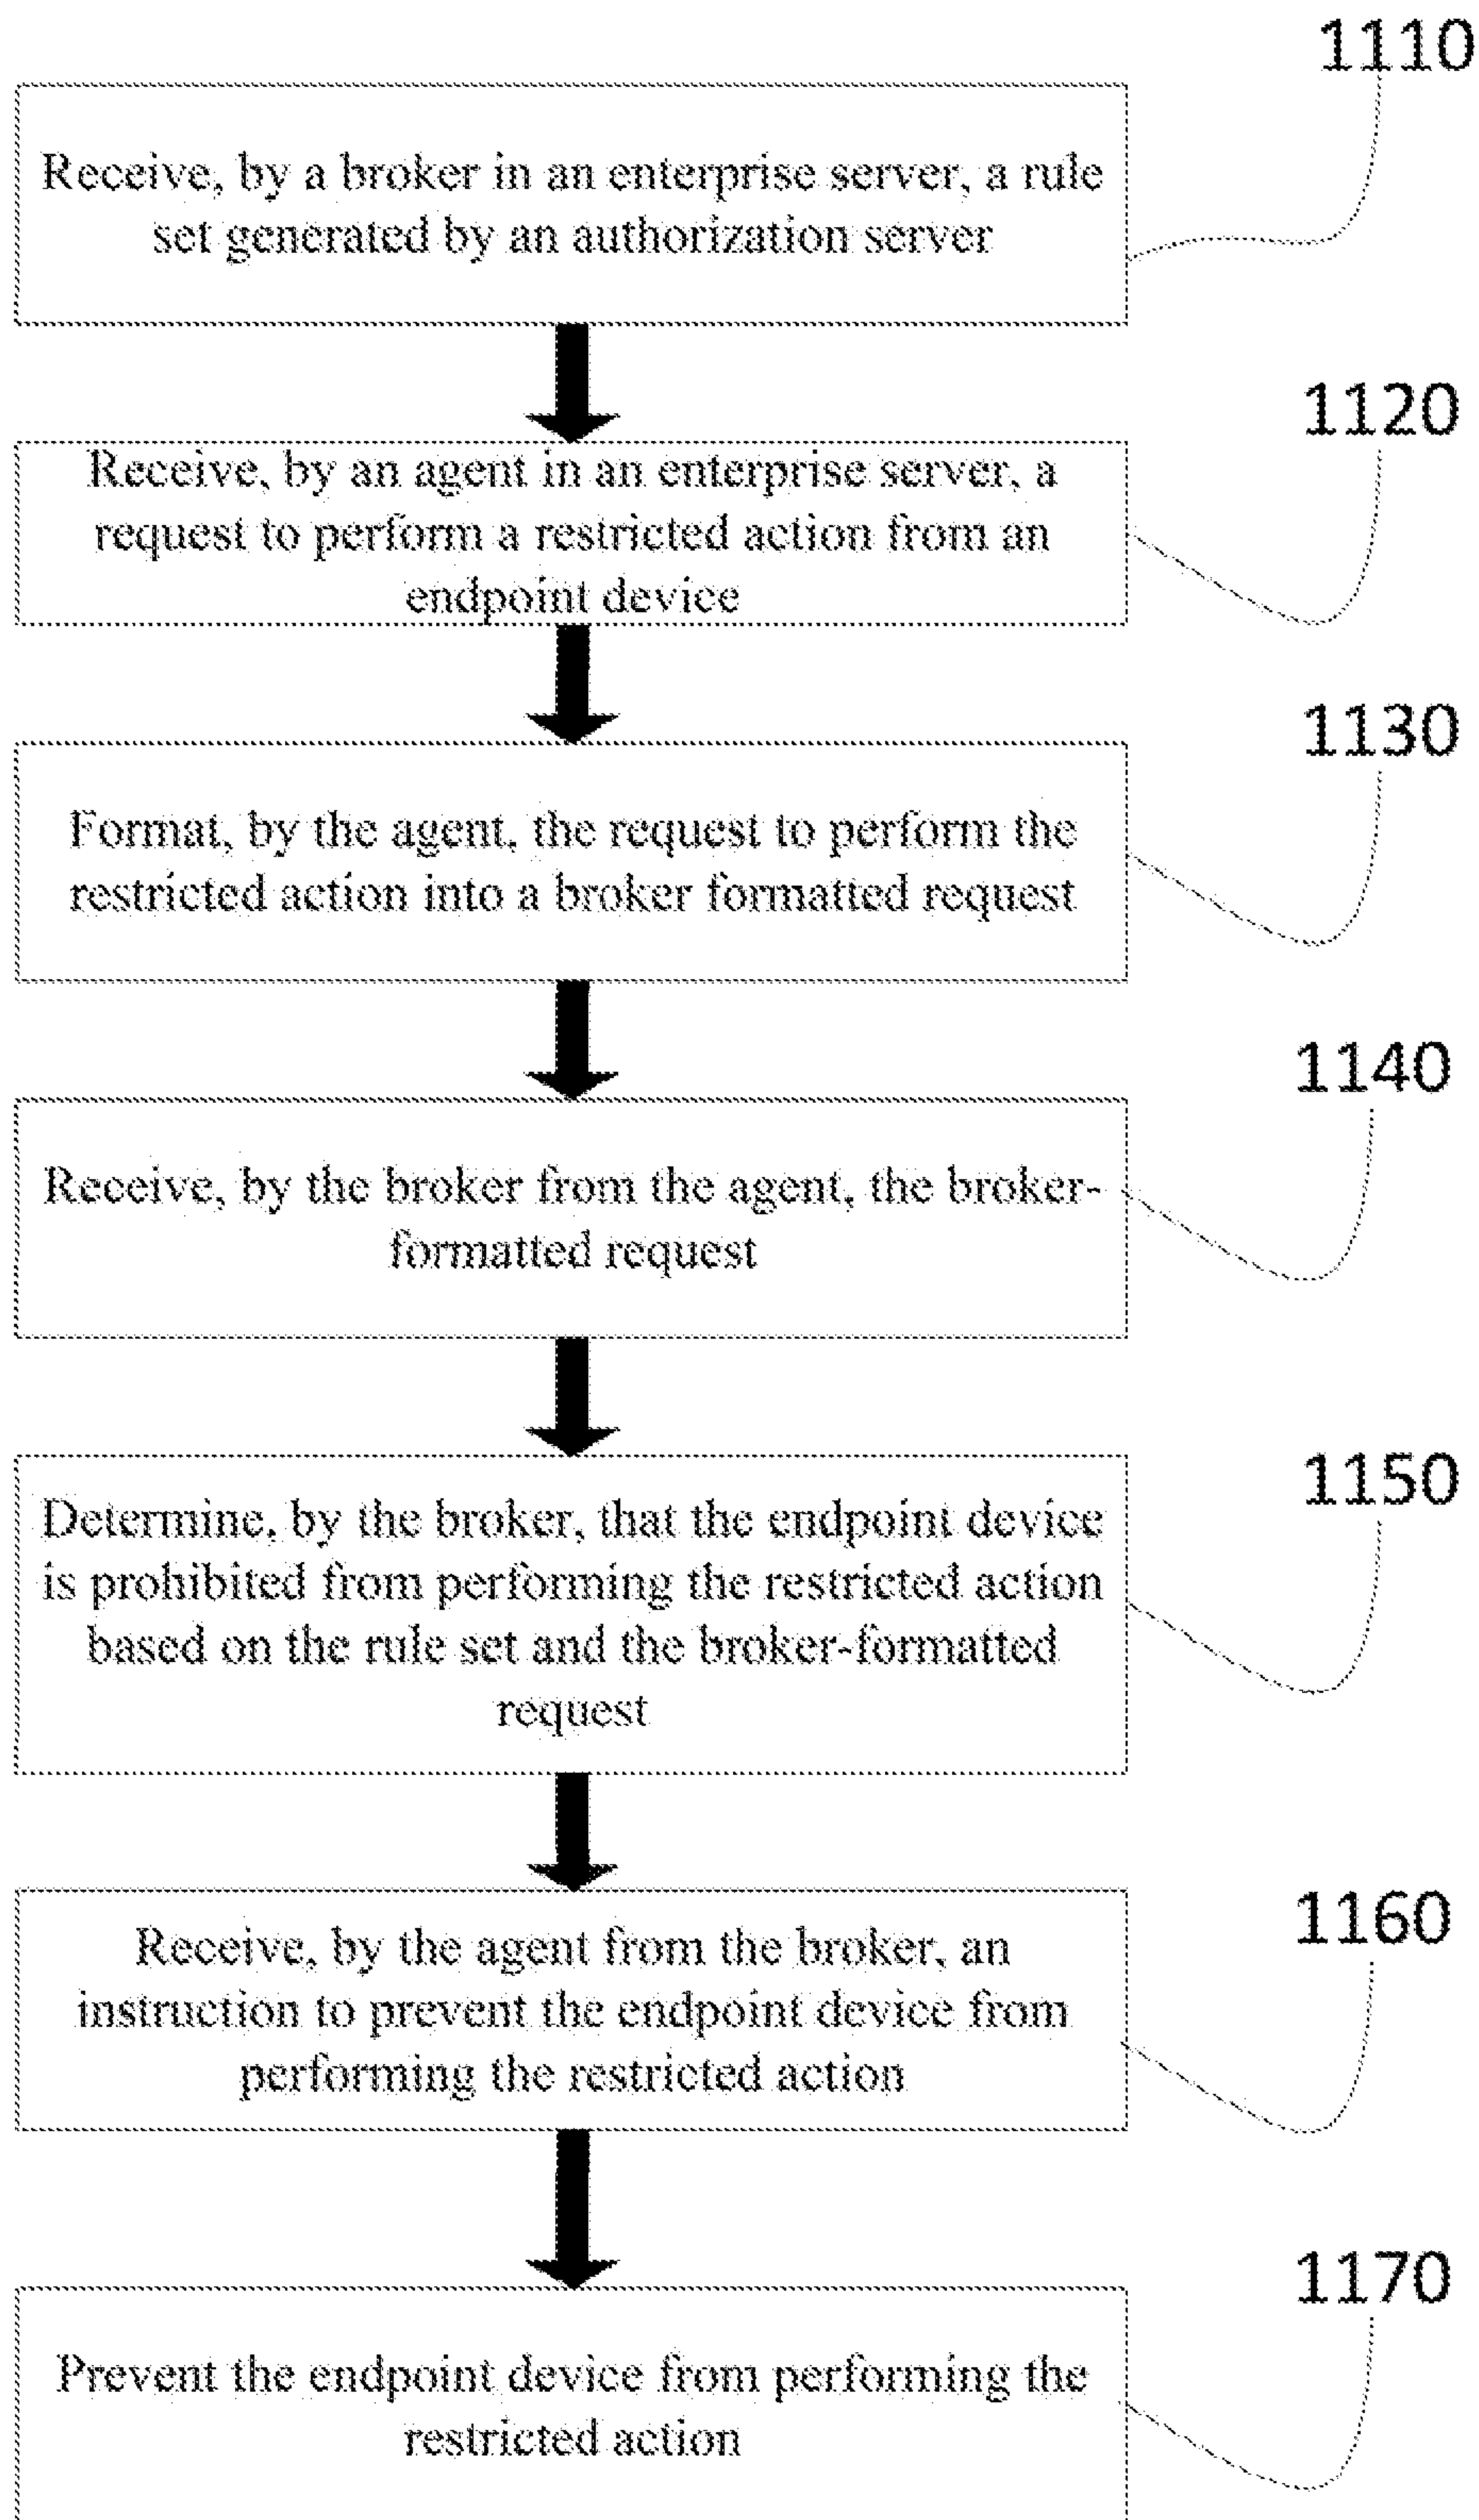 1110
Receive, by a broker in an enterprise server, a rule
set generated by an authorization server
1120
Receive, by an agent in an enterprise server, a
request to perform a restricted action from an
endpoint device
1130
Format, by the agent, the request to perform the
restricted action into a broker formatted request
1140
Receive, by the broker from the agent, the broker-
formatted request
1150
Determine, by the broker, that the endpoint device
is prohibited from performing the restricted action
based on the rule set and the broker-formatted
request
1160
Receive, by the agent from the broker, an
instruction to prevent the endpoint device from
performing the restricted action
1170
Prevent the endpoint device from performing the
restricted action